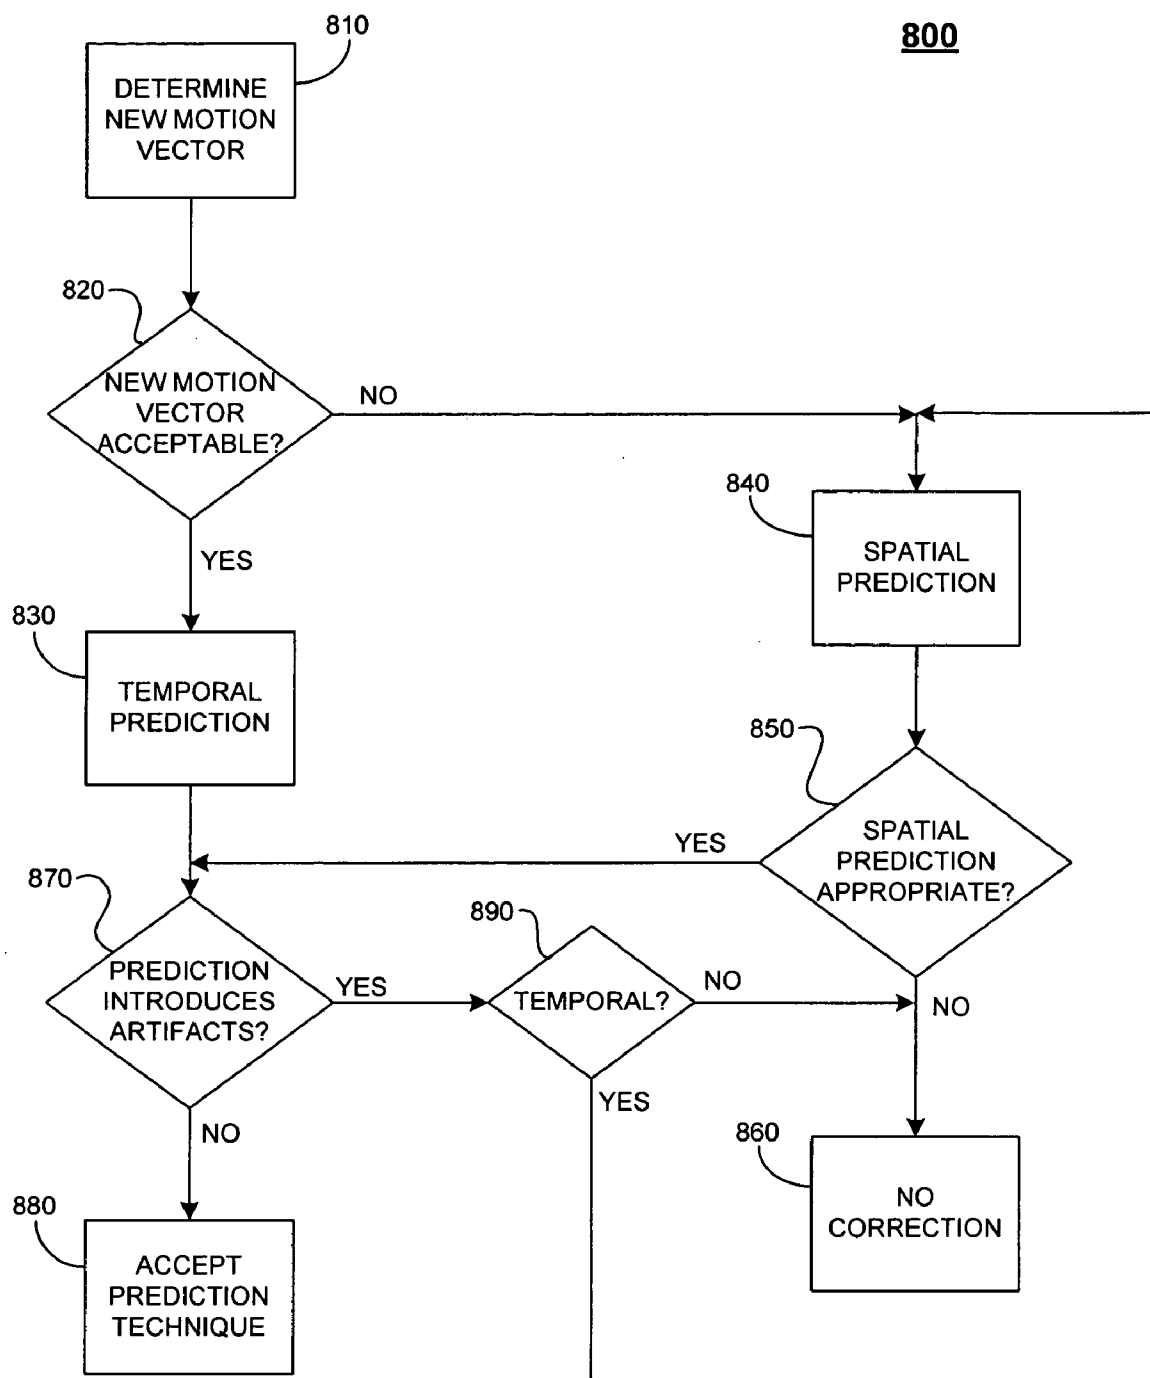 800
810
DETERMINE
NEW MOTION
VECTOR
820
NEW MOTION
VECTOR
ACCEPTABLE?
NO
YES
830
TEMPORAL
PREDICTION
840
SPATIAL
PREDICTION
850
SPATIAL
PREDICTION
APPROPRIATE?
YES
NO
870
PREDICTION
INTRODUCES
ARTIFACTS?
YES
NO
890
TEMPORAL?
NO
YES
860
NO
CORRECTION
880
ACCEPT
PREDICTION
TECHNIQUE